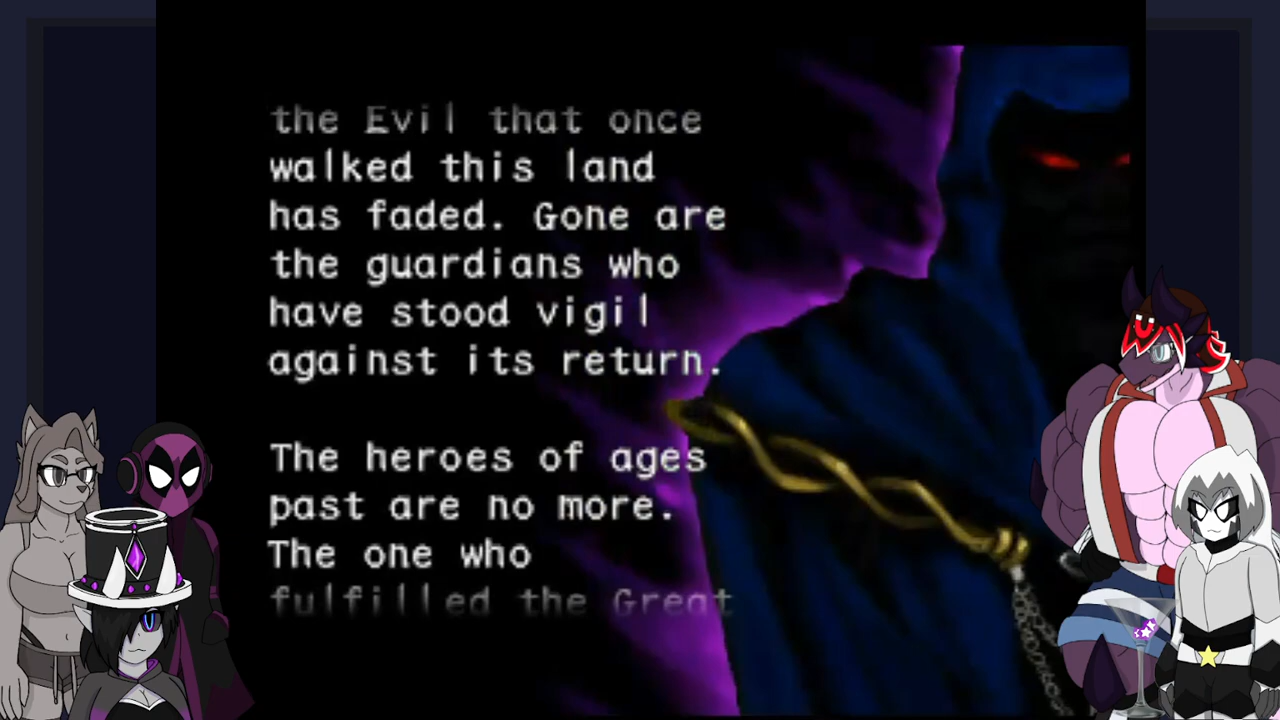 the Evil that once
walked this land
has faded. Gone are
the guardians who
have stood vigil
against its return.
The heroes of ages
past are no more.
The one who
fulfilled the Great